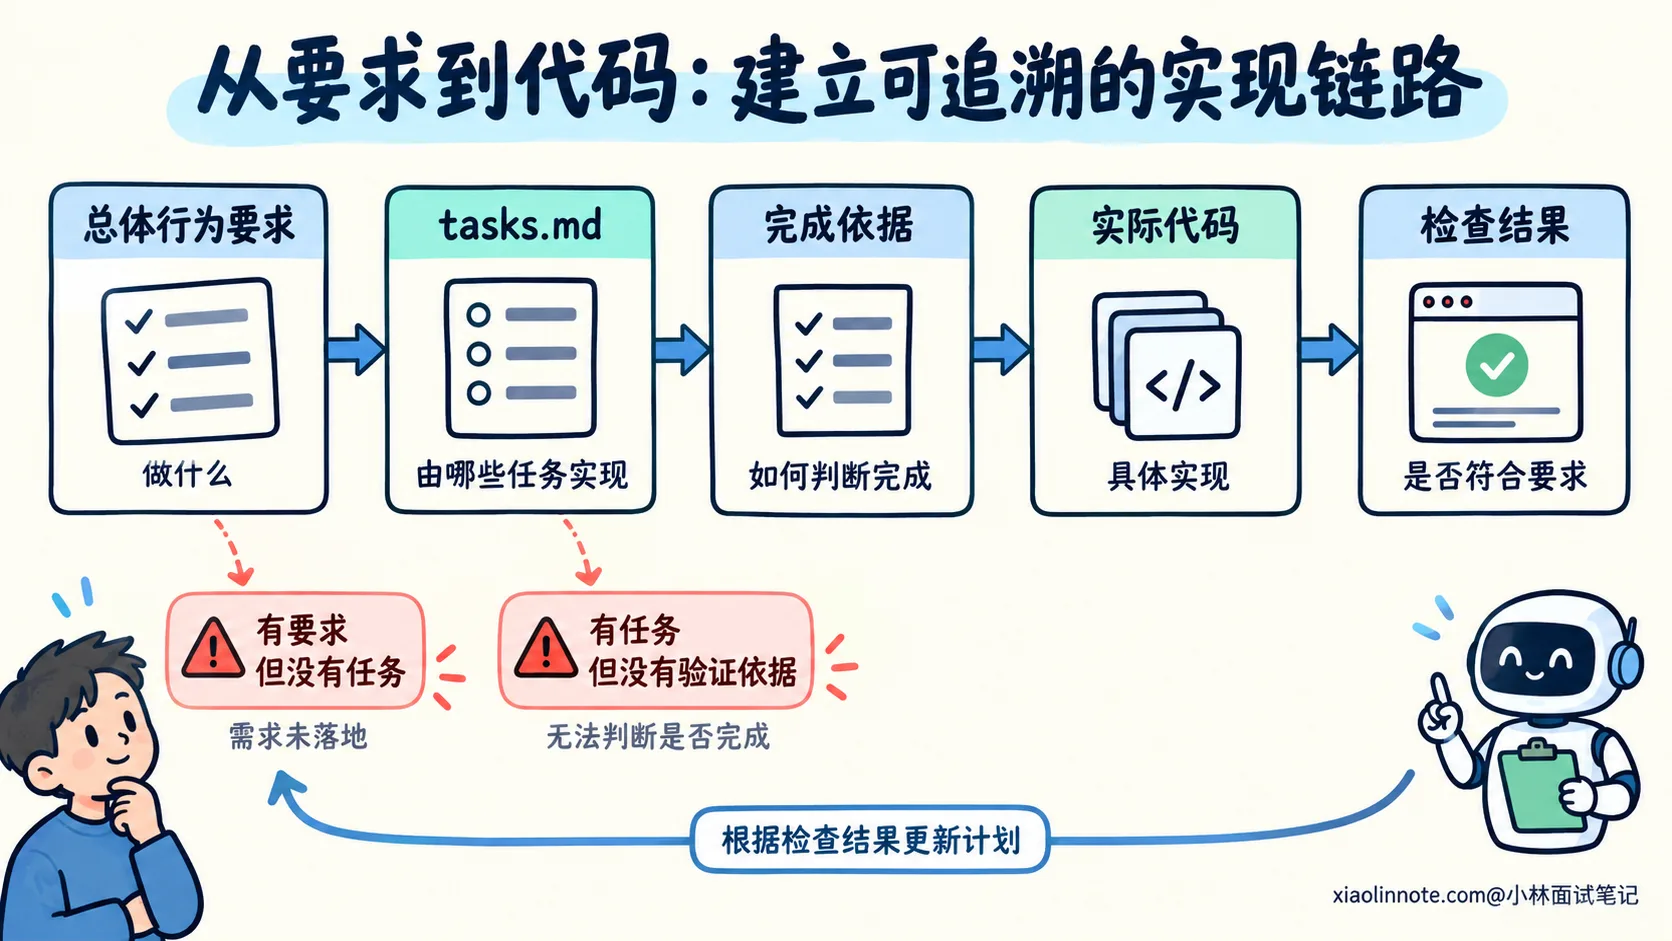 从要求到代码：建立可追溯的实现链路
总体行为要求
做什么
tasks.md
由哪些任务实现
完成依据
如何判断完成
实际代码
</>
具体实现
检查结果
是否符合要求
有要求
但没有任务
需求未落地
有任务
但没有验证依据
无法判断是否完成
根据检查结果更新计划
xiaolinnote.com@小林面试笔记